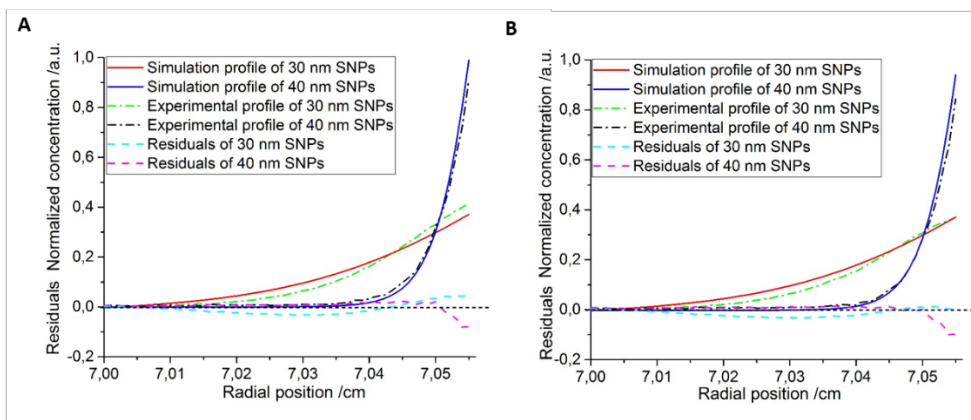 A
Residuals Normalized concentration /a.u.
1,0
0,8
0,6
0,4
0,2
0,0
-0,2
Simulation profile of 30 nm SNPs
Simulation profile of 40 nm SNPs
Experimental profile of 30 nm SNPs
Experimental profile of 40 nm SNPs
Residuals of 30 nm SNPs
Residuals of 40 nm SNPs
7,00 7,01 7,02 7,03 7,04 7,05
Radial position /cm
B
Residuals Normalized concentration /a.u.
1,0
0,8
0,6
0,4
0,2
0,0
-0,2
Simulation profile of 30 nm SNPs
Simulation profile of 40 nm SNPs
Experimental profile of 30 nm SNPs
Experimental profile of 40 nm SNPs
Residuals of 30 nm SNPs
Residuals of 40 nm SNPs
7,00 7,01 7,02 7,03 7,04 7,05
Radial position /cm